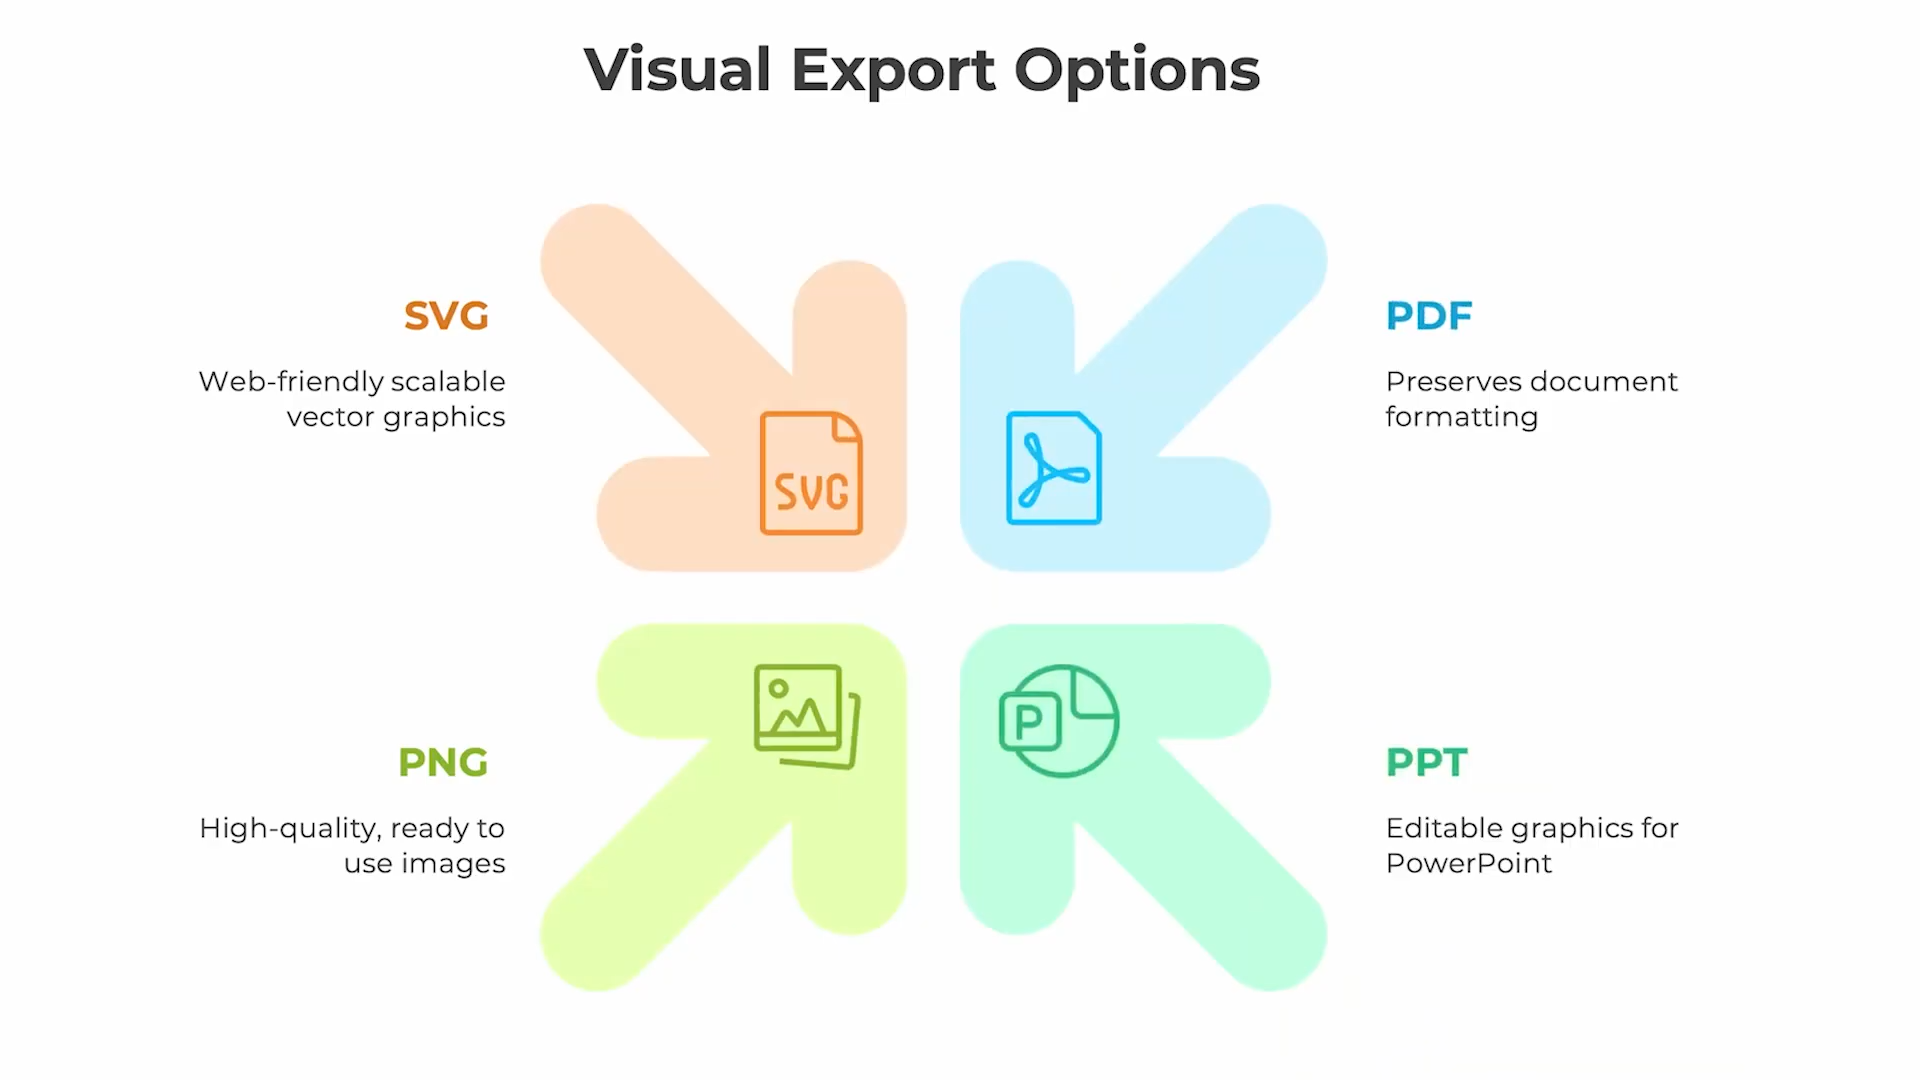 Visual Export Options
SVG
Web-friendly scalable
vector graphics
SVG
PDF
Preserves document
formatting
PNG
High-quality, ready to
use images
P
PPT
Editable graphics for
PowerPoint